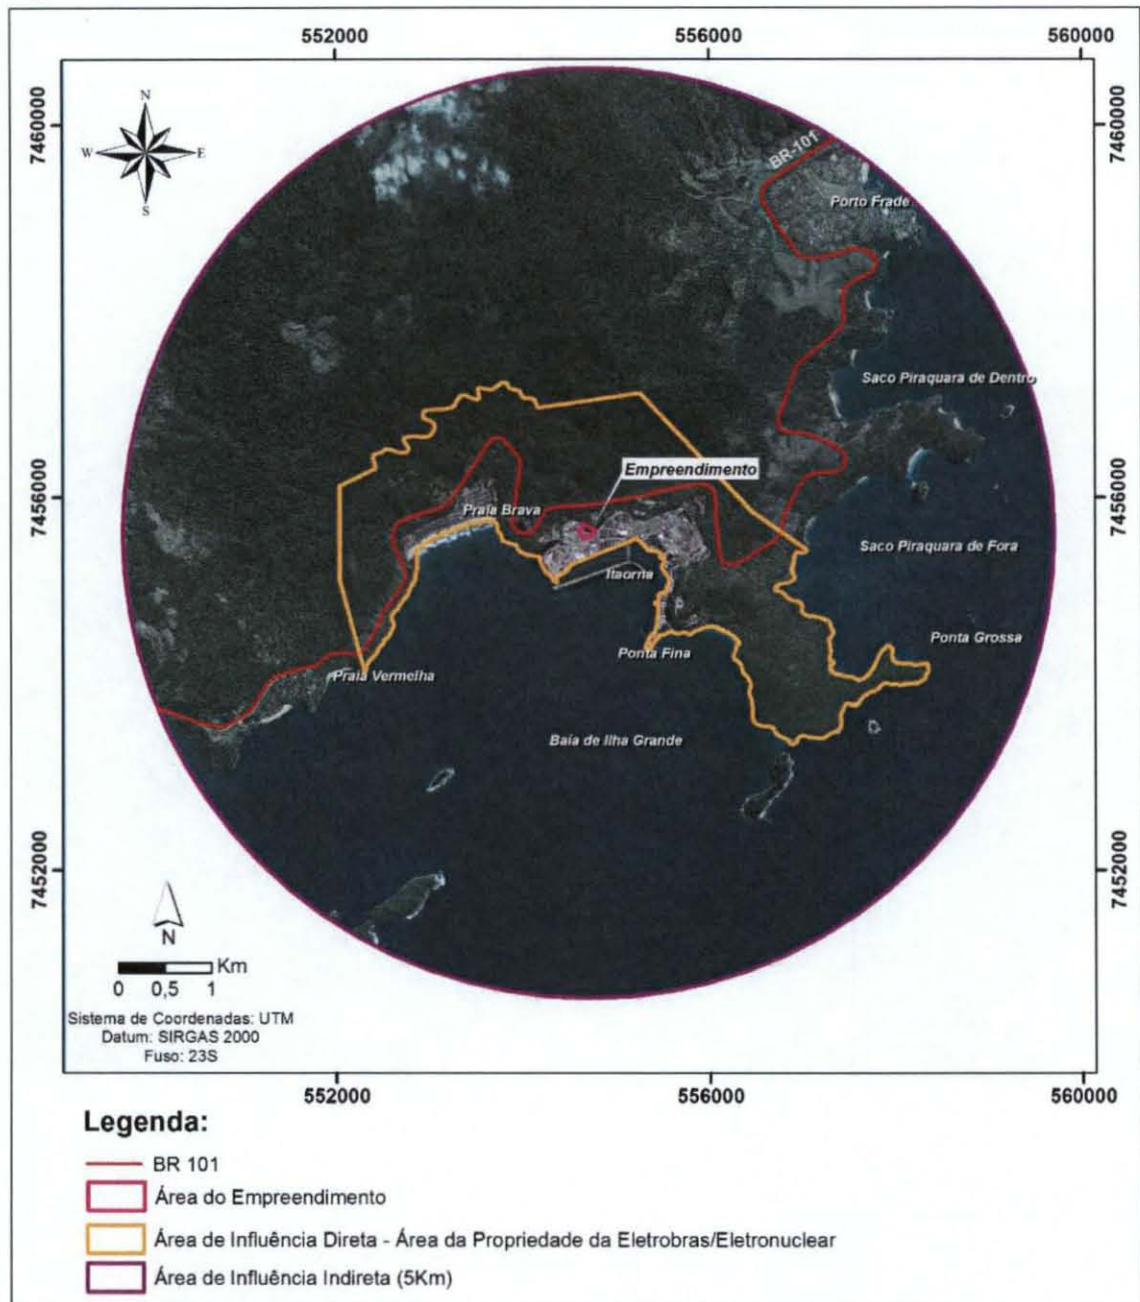 552000
556000
560000
7460000
7460000
N
W
E
S
BR-101
Porto Frade
Saco Piraquara de Dentro
Empreendimento
7456000
7456000
Praia Brava
Saco Piraquara de Fora
Itaorna
Ponta Grossa
Ponta Fina
Praia Vermelha
Baía de Ilha Grande
7452000
7452000
N
Km
0 0,5 1
Sistema de Coordenadas: UTM
Datum: SIRGAS 2000
Fuso: 23S
552000
556000
560000
Legenda:
BR 101
Área do Empreendimento
Área de Influência Direta - Área da Propriedade da Eletrobras/Eletronuclear
Área de Influência Indireta (5Km)